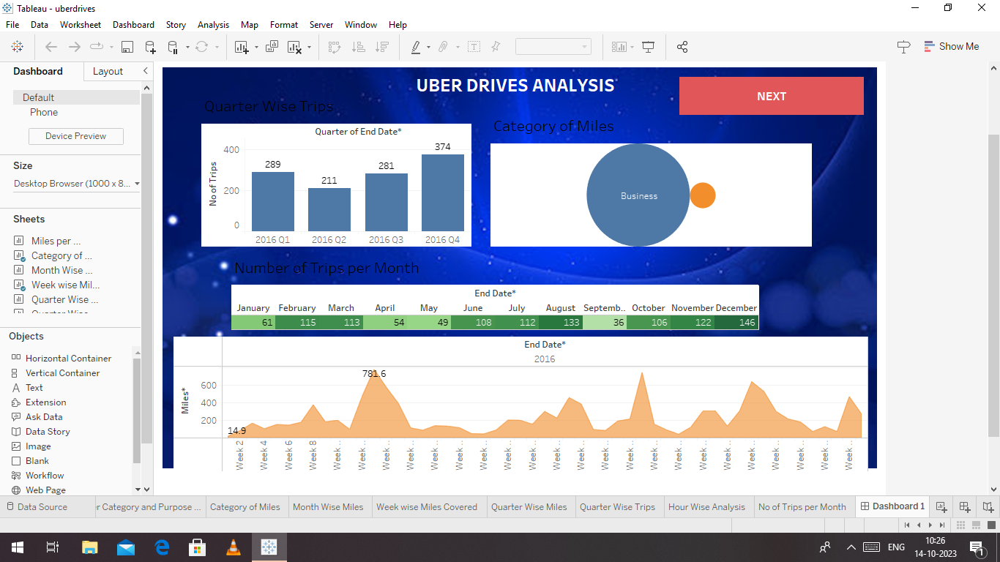 Tableau - uberdrives
File Data Worksheet Dashboard Story Analysis Map Format Server Window Help
Show Me
Dashboard Layout
Default
Phone
Device Preview
Size
Desktop Browser (1000 x 8...
Sheets
Miles per ...
Category of ...
Month Wise ...
Week wise Mil...
Quarter Wise ...
Objects
Horizontal Container
Vertical Container
Text
Extension
Ask Data
Data Story
Image
Blank
Workflow
Web Page
UBER DRIVES ANALYSIS
NEXT
Quarter Wise Trips
Quarter of End Date*
No of Trips
400
200
0
289 211 281 374
2016 Q1 2016 Q2 2016 Q3 2016 Q4
Category of Miles
Business
Number of Trips per Month
End Date*
January February March April May June July August Septemb.. October November December
61 115 113 54 49 108 112 133 36 106 122 146
End Date*
2016
Miles*
600
400
200
781.6
14.9
Week 2 Week 4 Week 6 Week 8 Week.. Week.. Week.. Week.. Week.. Week.. Week.. Week.. Week.. Week.. Week.. Week.. Week.. Week.. Week.. Week.. Week.. Week.. Week.. Week.. Week.. Week..
Data Source r Category and Purpose ... Category of Miles Month Wise Miles Week wise Miles Covered Quarter Wise Miles Quarter Wise Trips Hour Wise Analysis No of Trips per Month Dashboard 1
ENG
10:26
14-10-2023
1